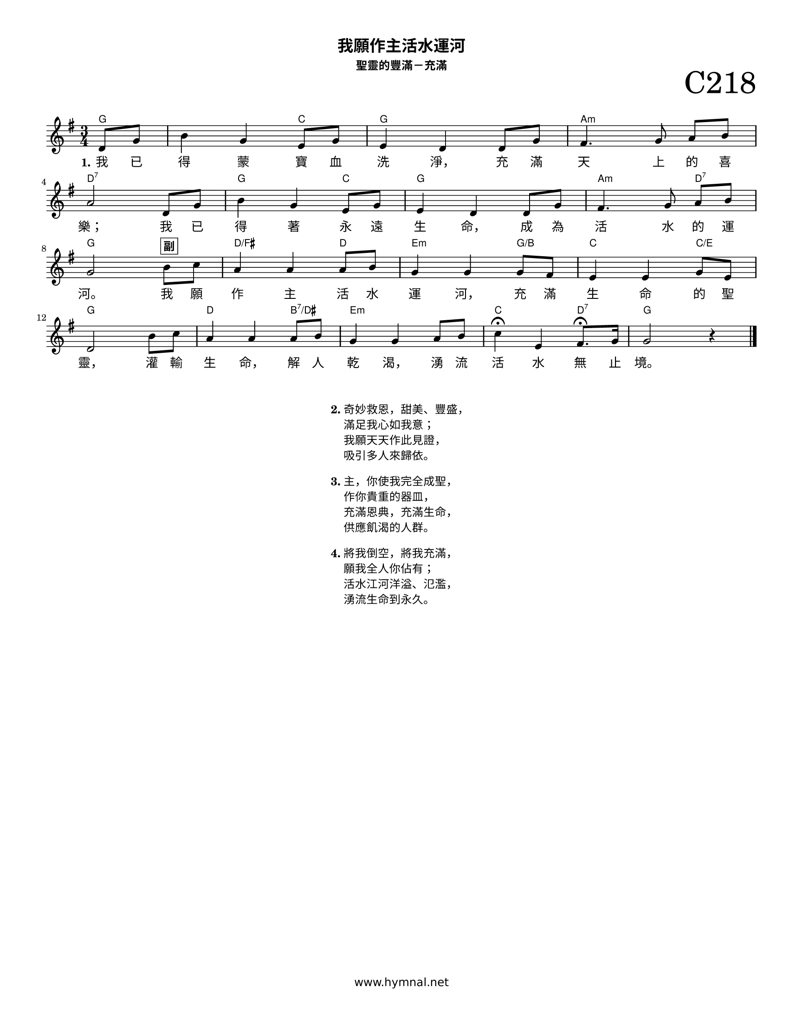 我願作主活水運河
聖靈的豐滿－充滿
C218
G C G Am
3
4
1. 我 已 得 蒙 寶 血 洗 淨， 充 滿 天 上 的 喜
4 D7 G C G Am D7
樂； 我 已 得 著 永 遠 生 命， 成 為 活 水 的 運
8 G 副 D/F♯ D Em G/B C C/E
河。 我 願 作 主 活 水 運 河， 充 滿 生 命 的 聖
12 G D B7/D♯ Em C D7 G
靈， 灌 輸 生 命， 解 人 乾 渴， 湧 流 活 水 無 止 境。
2. 奇妙救恩，甜美、豐盛，
滿足我心如我意；
我願天天作此見證，
吸引多人來歸依。
3. 主，你使我完全成聖，
作你貴重的器皿，
充滿恩典，充滿生命，
供應飢渴的人群。
4. 將我倒空，將我充滿，
願我全人你佔有；
活水江河洋溢、氾濫，
湧流生命到永久。
www.hymnal.net